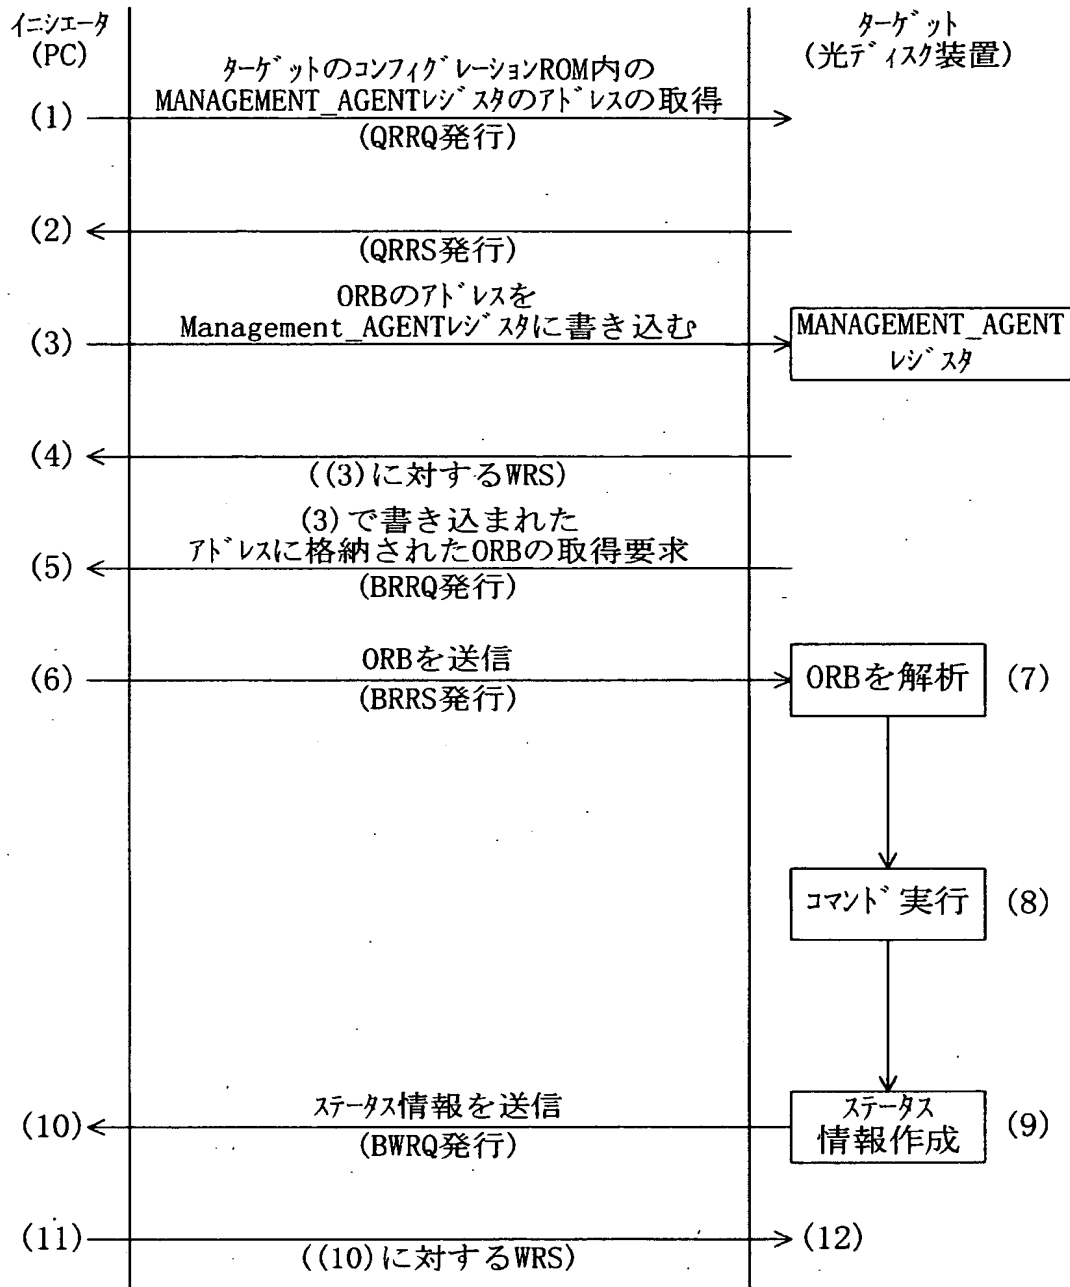 イニシエータ
(PC)
ターゲット
(光ディスク装置)
ターゲットのコンフィグレーションROM内の
MANAGEMENT_AGENTレジスタのアドレスの取得
(1)
(QRRQ発行)
(2)
(QRRS発行)
ORBのアドレスを
Management_AGENTレジスタに書き込む
(3)
MANAGEMENT_AGENT
レジスタ
(4)
((3)に対するWRS)
(3)で書き込まれた
アドレスに格納されたORBの取得要求
(5)
(BRRQ発行)
ORBを送信
(6)
(BRRS発行)
ORBを解析
(7)
コマンド実行
(8)
ステータス情報を送信
(10)
(BWRQ発行)
ステータス
情報作成
(9)
(11)
((10)に対するWRS)
(12)